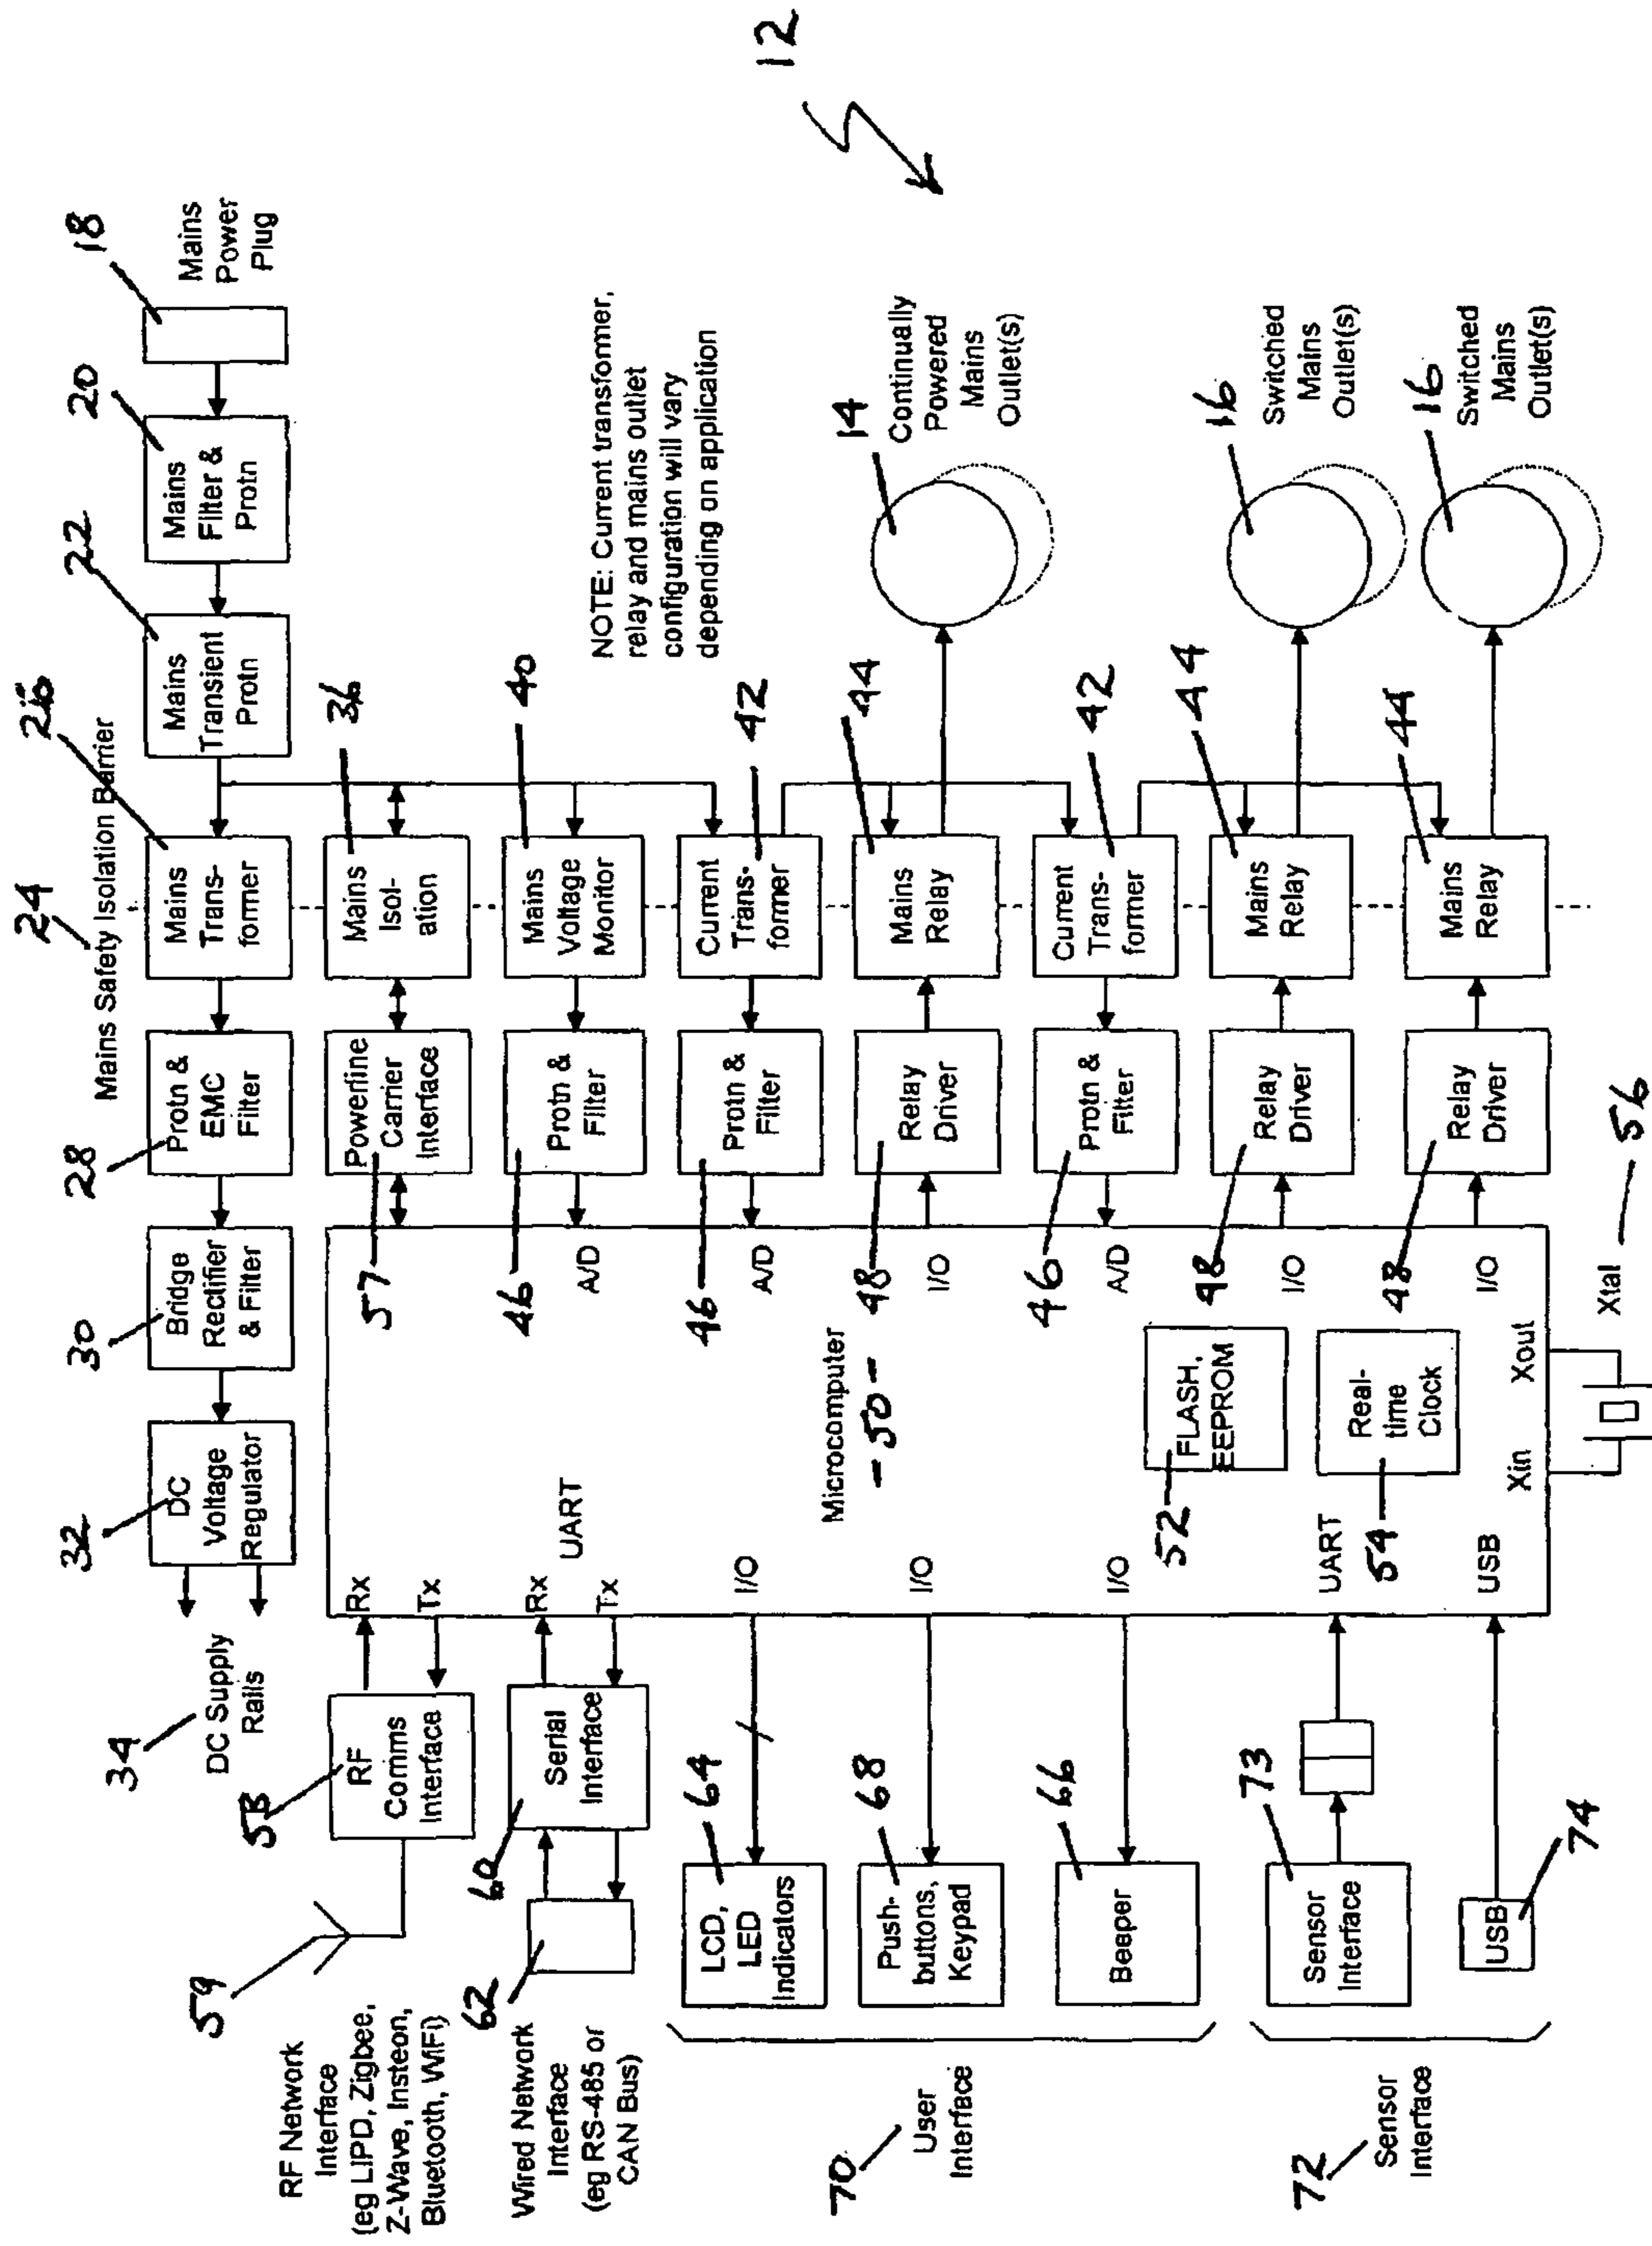 12
18
Mains
Power
Plug
20
Mains
Filter &
Protn
22
Mains
Transient
Protn
26
24
Mains Safety Isolation Barrier
Mains
Trans-
former
28
Protn &
EMC
Filter
30
Bridge
Rectifier
& Filter
32
DC
Voltage
Regulator
34
DC Supply
Rails
36
Mains
Isol-
ation
Powerline
Carrier
Interface
57
40
Mains
Voltage
Monitor
Protn &
Filter
46
A/D
NOTE: Current transfomer,
relay and mains outlet
configuration will vary
depending on application
42
Current
Trans-
former
Protn &
Filter
46
A/D
14
Continually
Powered
Mains
Outlet(s)
44
Mains
Relay
Relay
Driver
48
I/O
42
Current
Trans-
former
Protn &
Filter
46
A/D
16
Switched
Mains
Outlet(s)
44
Mains
Relay
Relay
Driver
48
I/O
16
Switched
Mains
Outlet(s)
44
Mains
Relay
Relay
Driver
48
I/O
Microcomputer
- 50 -
52
FLASH,
EEPROM
54
Real-
time
Clock
Xin
Xout
Xtal
56
Rx
Tx
UART
Rx
Tx
I/O
I/O
I/O
UART
USB
58
RF
Comms
Interface
59
RF Network
Interface
(eg LIPD, Zigbee,
Z-Wave, Insteon,
Bluetooth, WiFi)
60
Serial
Interface
62
Wired Network
Interface
(eg RS-485 or
CAN Bus)
64
LCD,
LED
Indicators
68
Push-
buttons,
Keypad
66
Beeper
70
User
Interface
73
Sensor
Interface
74
USB
72
Sensor
Interface